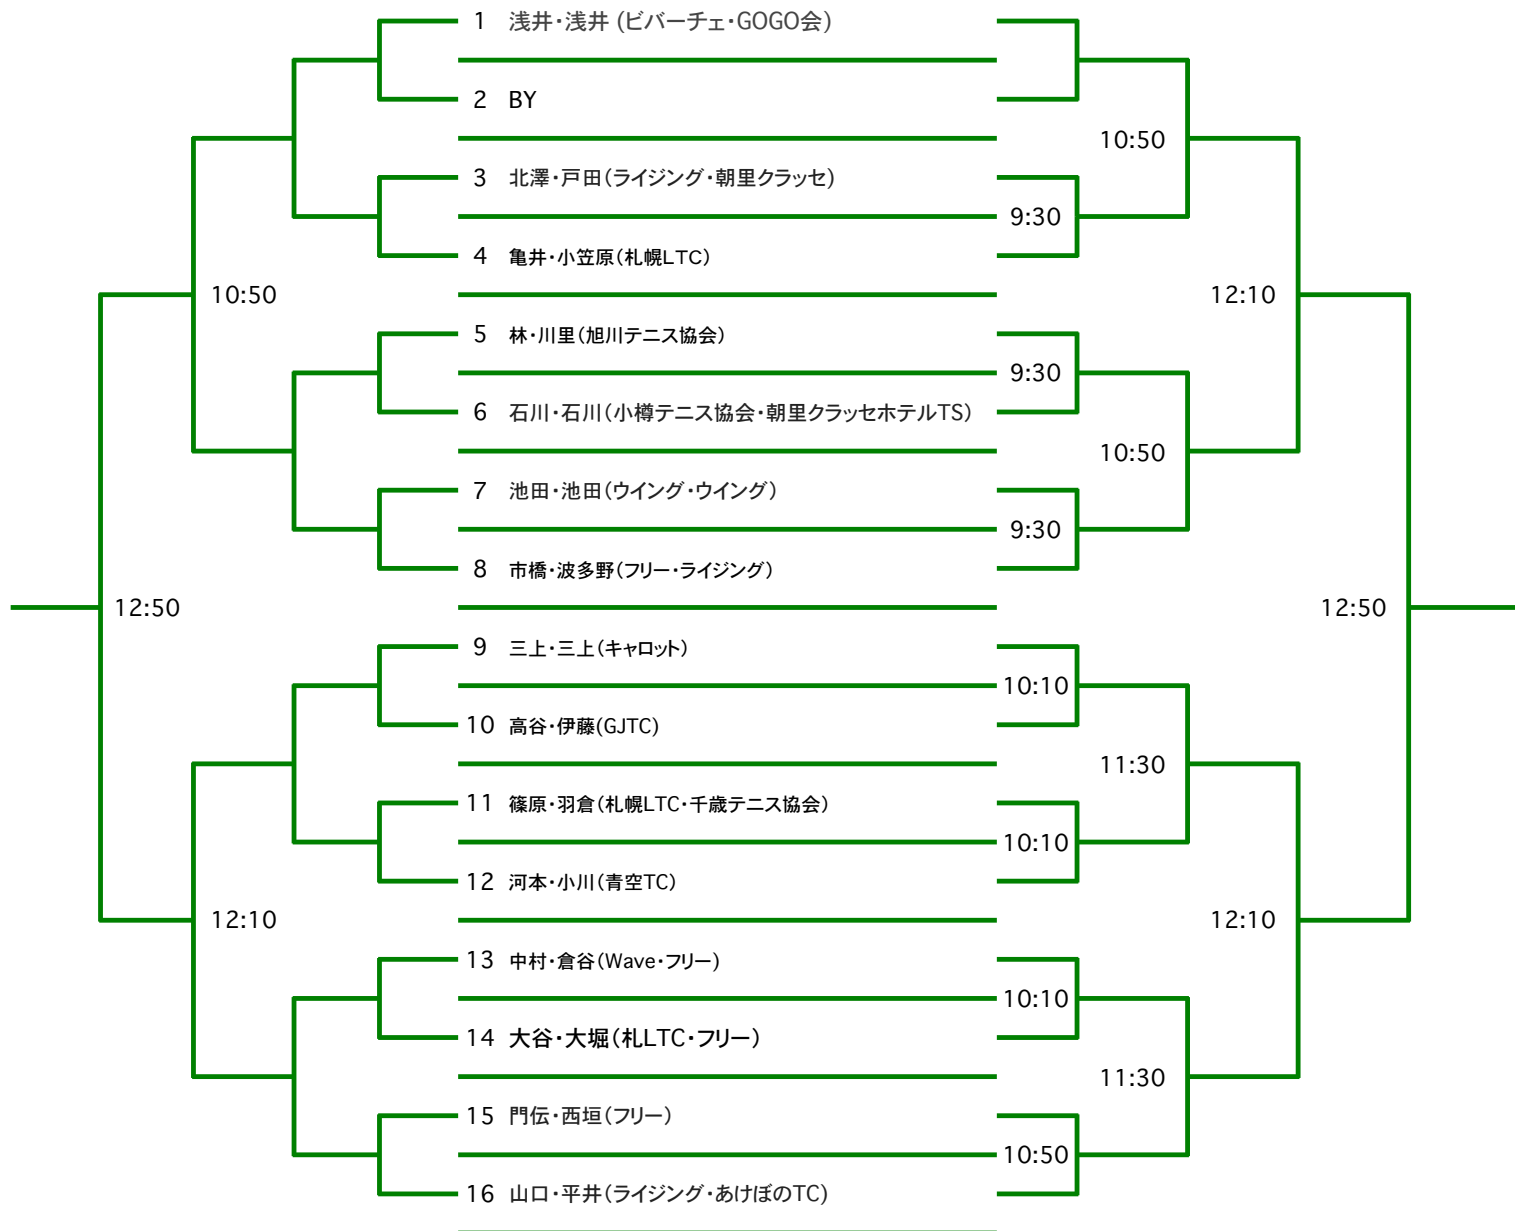 1 浅井・浅井 (ビバーチェ・GOGO会)
2 BY
10:50
3 北澤・戸田(ライジング・朝里クラッセ)
9:30
4 亀井・小笠原(札幌LTC)
10:50 12:10
5 林・川里(旭川テニス協会)
9:30
6 石川・石川(小樽テニス協会・朝里クラッセホテルTS)
10:50
7 池田・池田(ウイング・ウイング)
9:30
8 市橋・波多野(フリー・ライジング)
12:50 12:50
9 三上・三上(キャロット)
10:10
10 高谷・伊藤(GJTC)
11:30
11 篠原・羽倉(札幌LTC・千歳テニス協会)
10:10
12 河本・小川(青空TC)
12:10 12:10
13 中村・倉谷(Wave・フリー)
10:10
14 大谷・大堀(札LTC・フリー)
11:30
15 門伝・西垣(フリー)
10:50
16 山口・平井(ライジング・あけぼのTC)